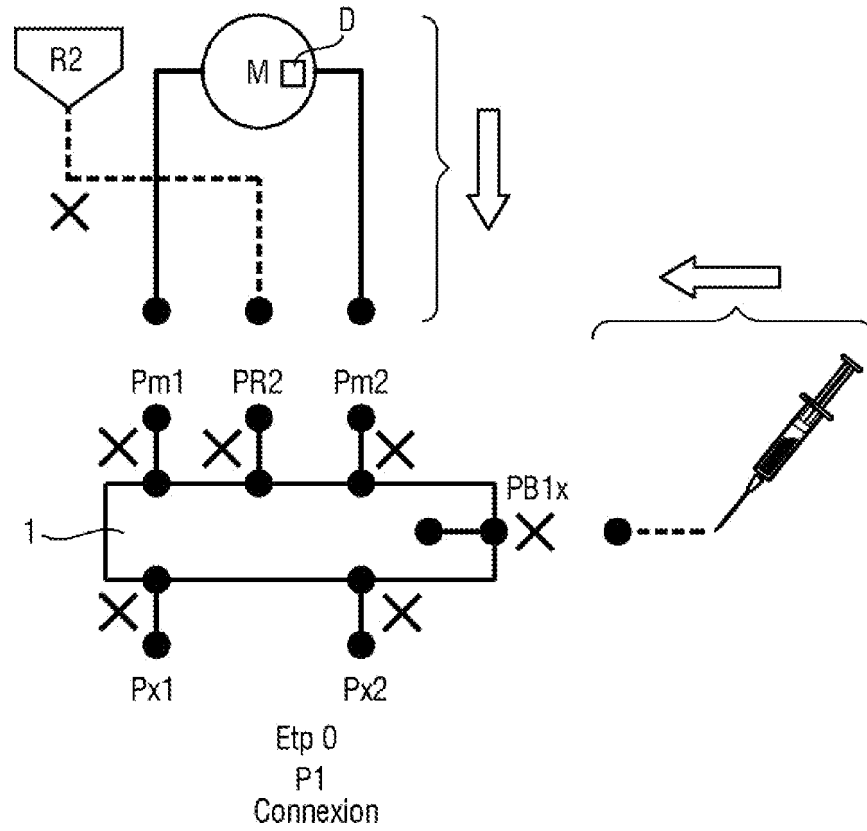 D
R2
M
Pm1 PR2 Pm2
PB1x
1
Px1 Px2
Etp 0
P1
Connexion